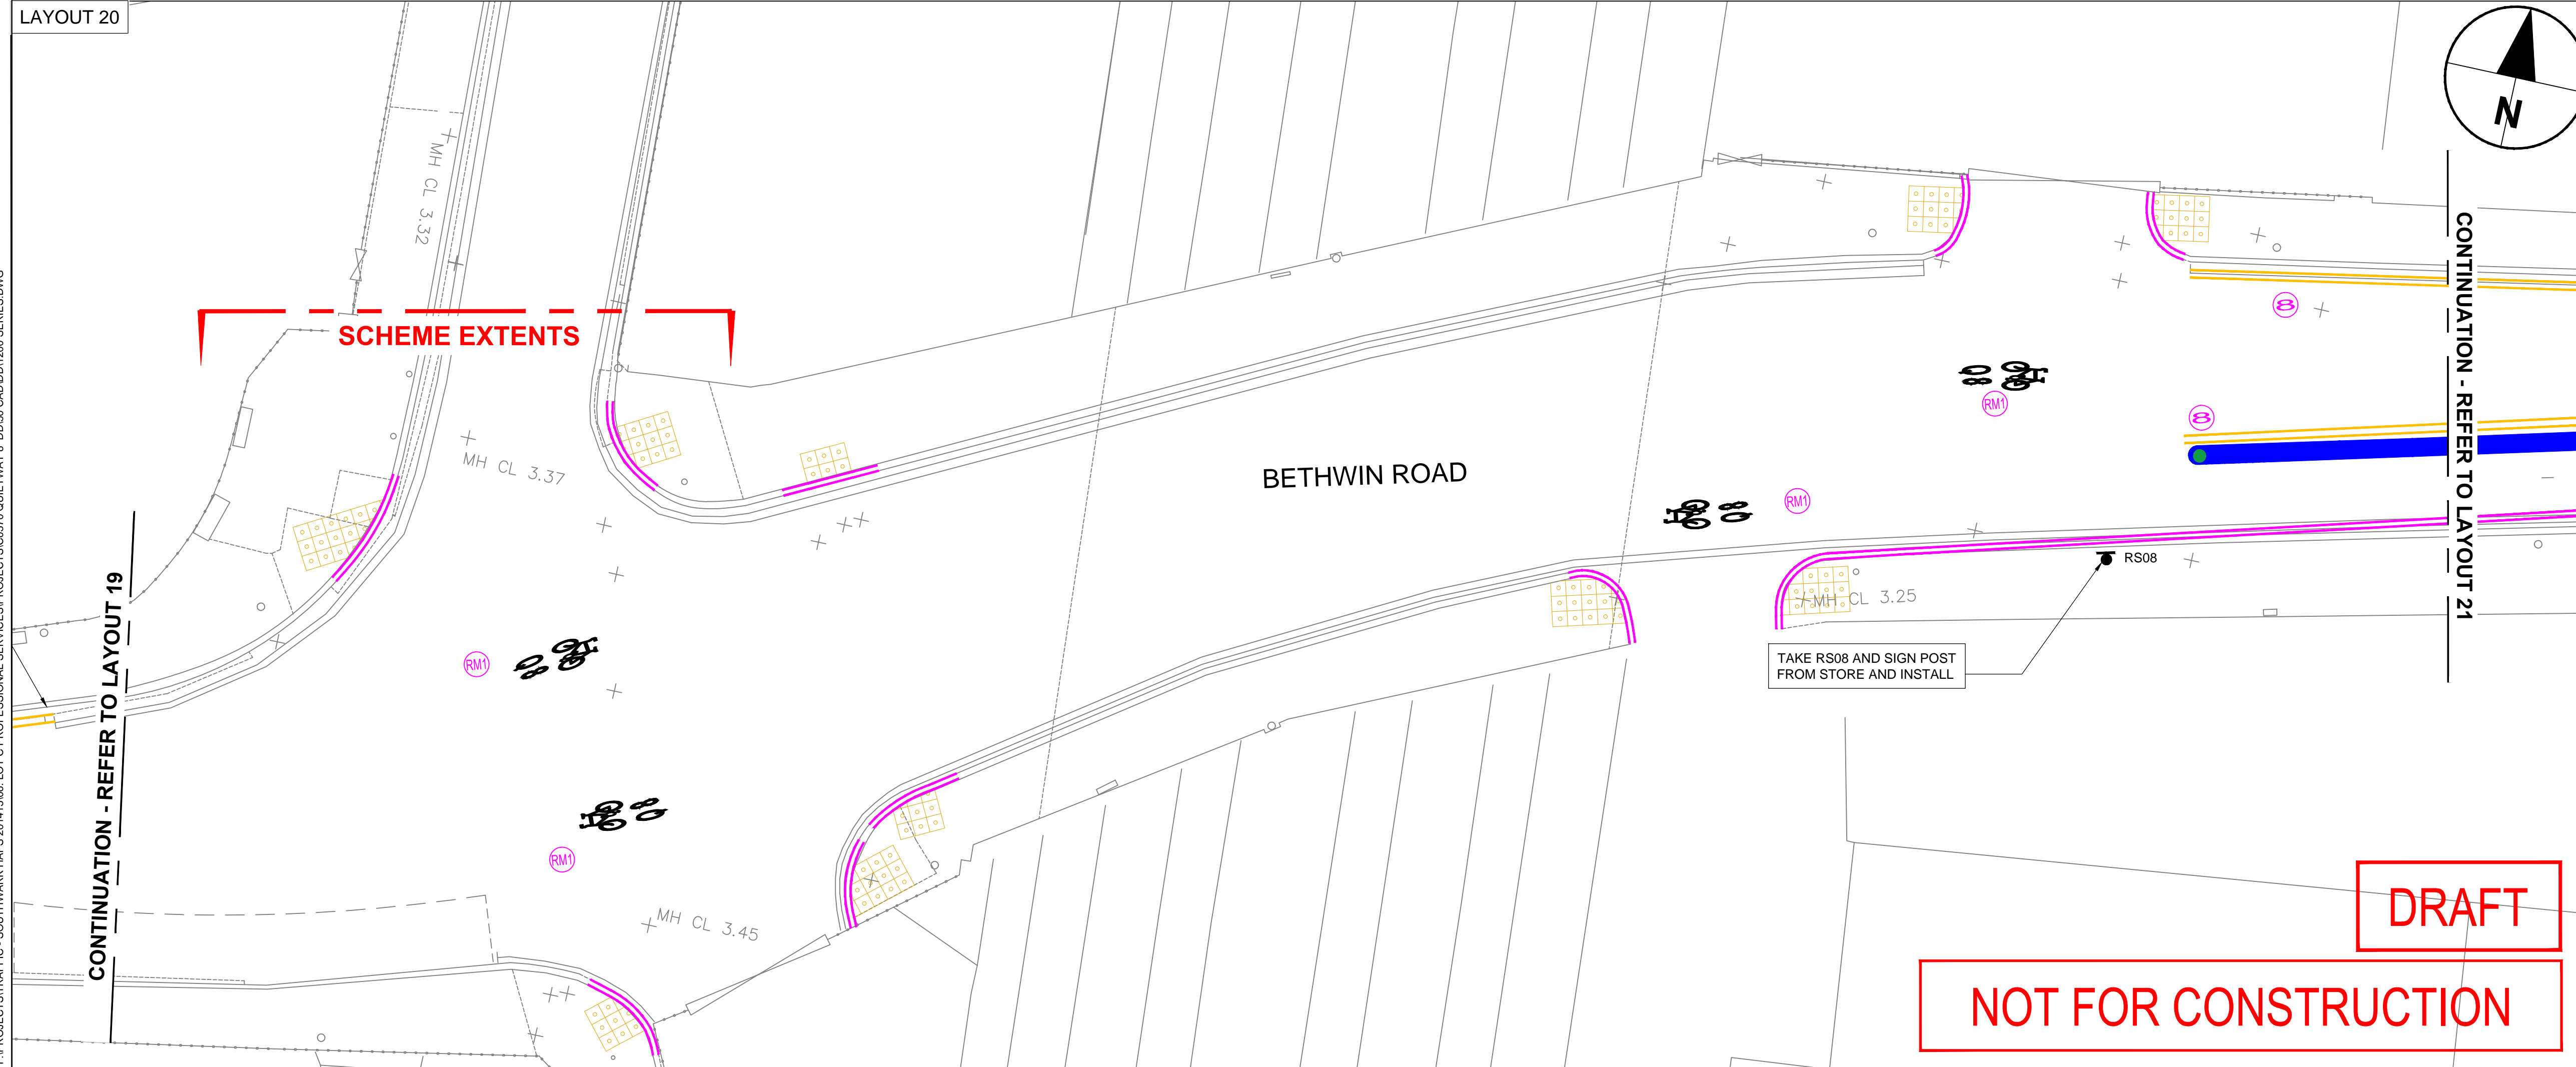 LAYOUT 20
N
MH CL 3.32
SCHEME EXTENTS
CONTINUATION - REFER TO LAYOUT 21
8
RM1
8
MH CL 3.37
BETHWIN ROAD
RM1
RS08
MH CL 3.25
CONTINUATION - REFER TO LAYOUT 19
RM1
TAKE RS08 AND SIGN POST
FROM STORE AND INSTALL
RM1
MH CL 3.45
DRAFT
NOT FOR CONSTRUCTION